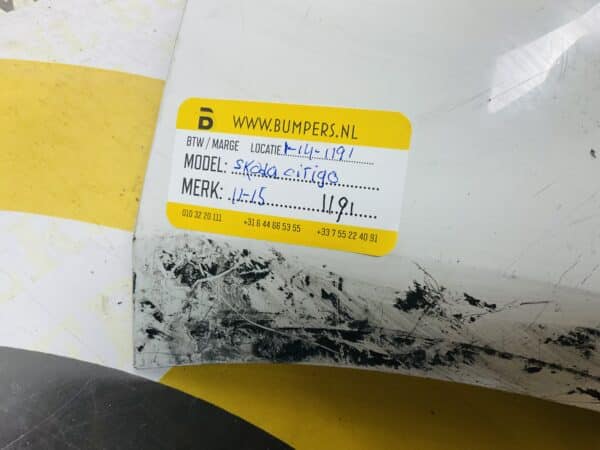 B WWW.BUMPERS.NL
BTW / MARGE LOCATIE: 1-14-1191
MODEL: Skoda citigo
MERK: 11-15 1191
010 32 20 111 +31 6 44 66 53 55 +33 7 55 22 40 91